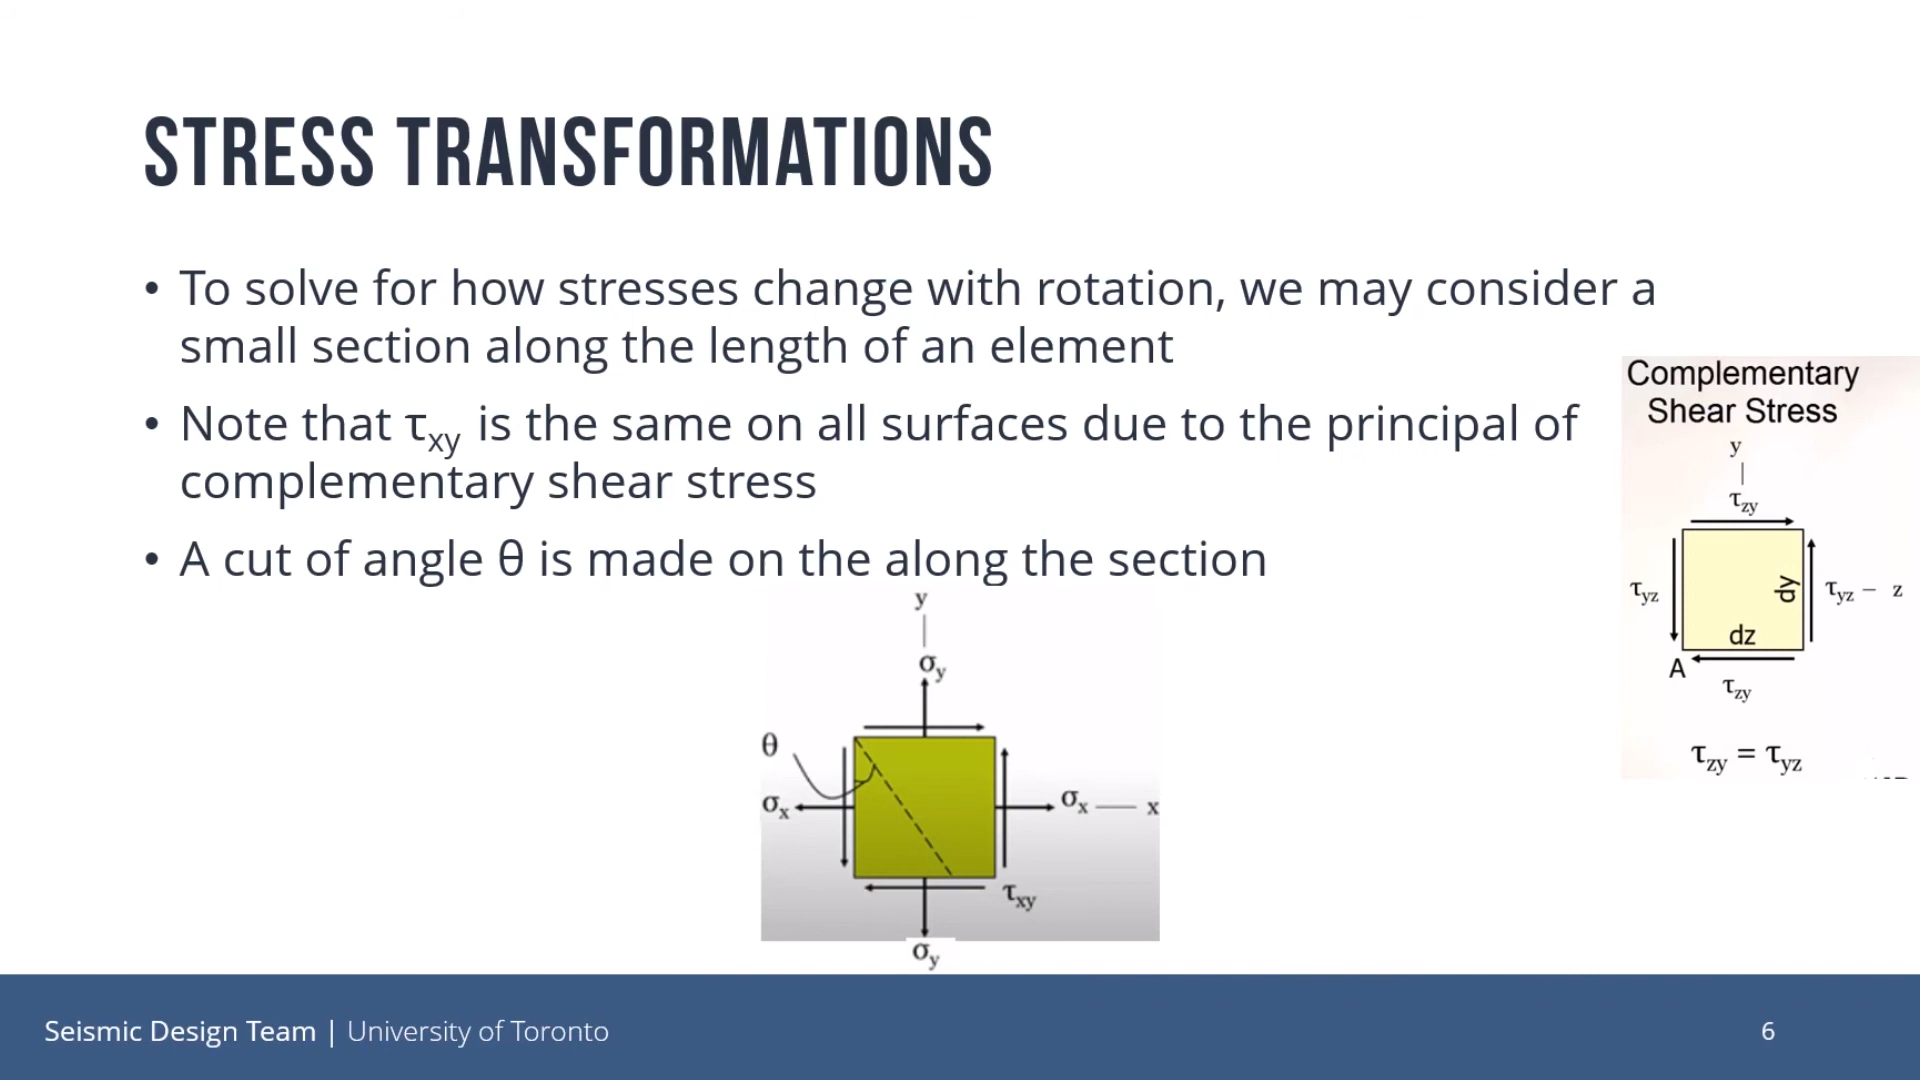 STRESS TRANSFORMATIONS
• To solve for how stresses change with rotation, we may consider a
small section along the length of an element
• Note that τxy is the same on all surfaces due to the principal of
complementary shear stress
• A cut of angle θ is made on the along the section
Complementary
Shear Stress
y
τzy
τyz
dy
τyz – z
dz
A
τzy
τzy = τyz
y
σy
θ
σx
σx — x
τxy
σy
Seismic Design Team | University of Toronto
6